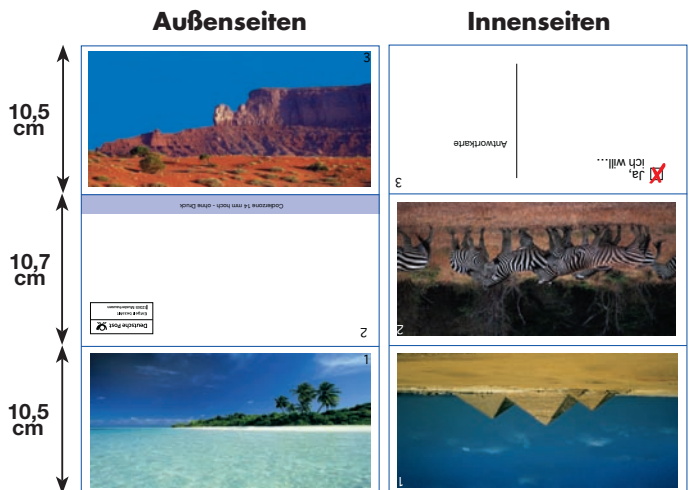 Außenseiten
Innenseiten
10,5
cm
3
Antwortkarte
Ja,
ich will...
3
10,7
cm
Coderzone 14 mm hoch - ohne Druck
Deutsche Post
2
2
10,5
cm
1
1